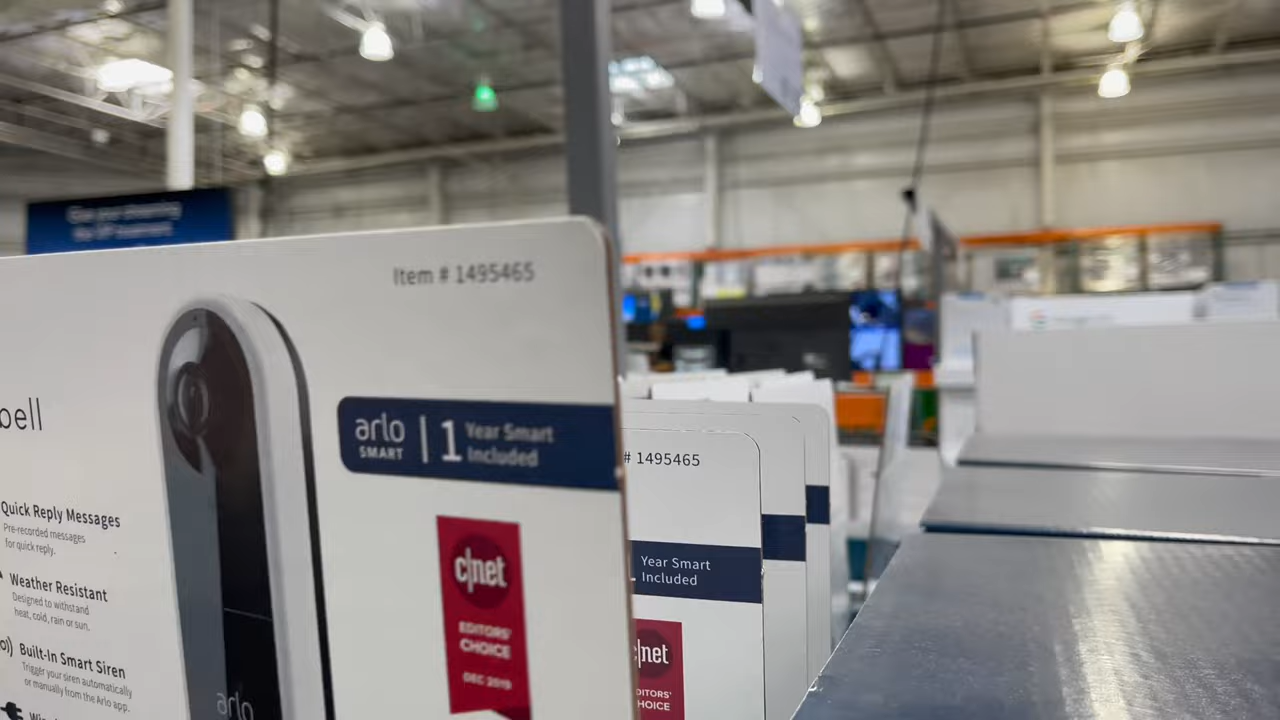 Item # 1495465
bell
arlo
SMART
1
Year Smart
Included
c|net
EDITORS'
CHOICE
DEC 2019
Quick Reply Messages
Pre-recorded messages
for quick reply.
Weather Resistant
Designed to withstand
heat, cold, rain or sun.
Built-In Smart Siren
Trigger your siren automatically
or manually from the Arlo app.
arlo
# 1495465
Year Smart
Included
c|net
EDITORS'
CHOICE